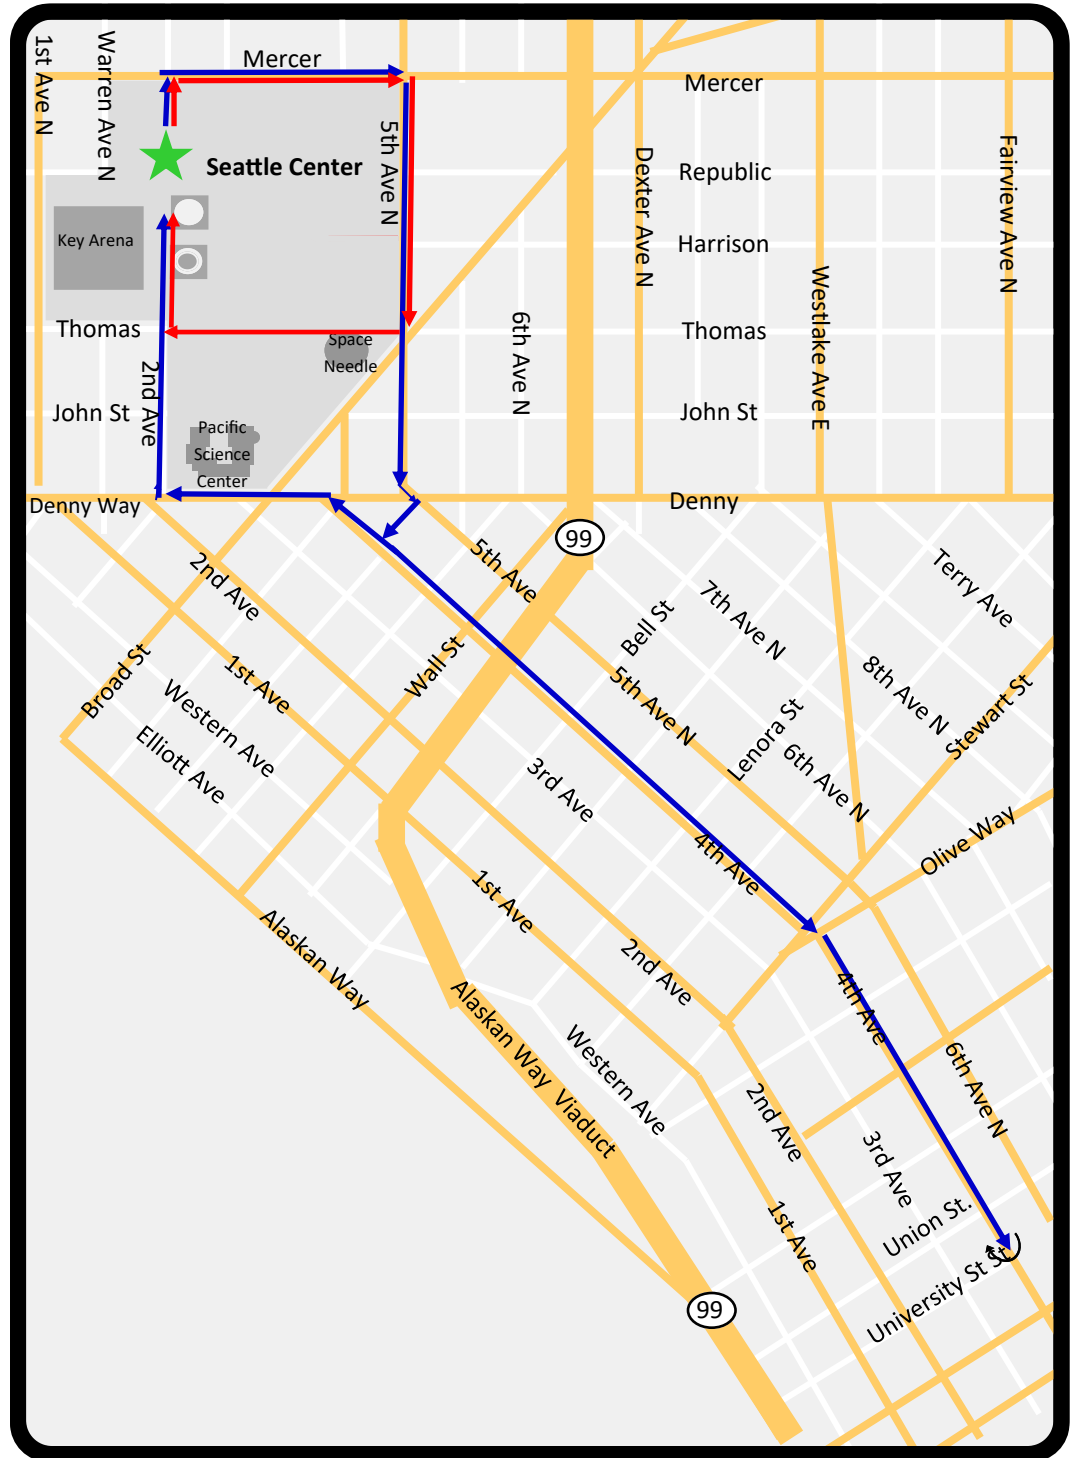 1st Ave N
Warren Ave N
Mercer
Mercer
5th Ave N
Seattle Center
Dexter Ave N
Republic
Fairview Ave N
Key Arena
Harrison
Westlake Ave E
Thomas
Space
Needle
6th Ave N
Thomas
2nd Ave
John St
John St
Pacific
Science
Center
Denny Way
Denny
99
5th Ave
2nd Ave
Terry Ave
7th Ave N
Bell St
Broad St
1st Ave
Wall St
8th Ave N
Stewart St
Western Ave
5th Ave N
Lenora St
Elliott Ave
3rd Ave
6th Ave N
Olive Way
4th Ave
1st Ave
Alaskan Way
2nd Ave
4th Ave
Alaskan Way Viaduct
Western Ave
6th Ave N
2nd Ave
3rd Ave
1st Ave
Union St.
University St St
99